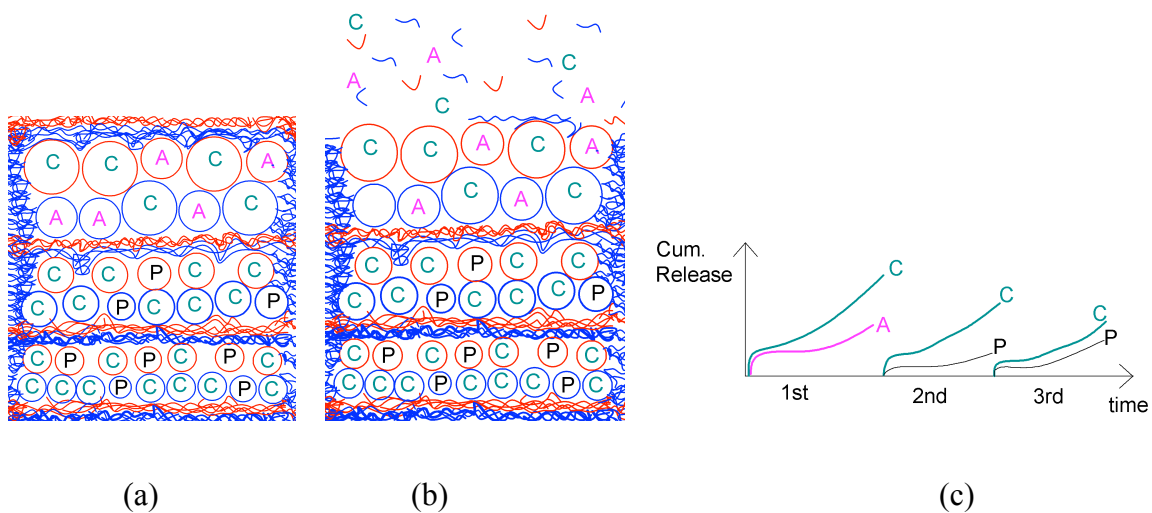 C C A C A
A A C A C
C C P C C
C C P C C C P
C P C P C P C
C C C P C C C P C
(a)
C
A
C
A
A
C
C C A C A
A C A C
C C P C C
C C P C C C P
C P C P C P C
C C C P C C C P C
(b)
Cum.
Release
C
A
C
P
C
P
1st
2nd
3rd
time
(c)